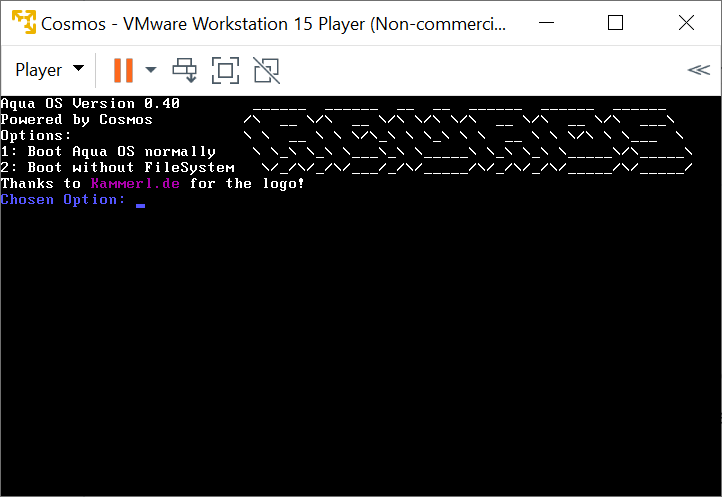 Cosmos - VMware Workstation 15 Player (Non-commerci...
Player
Aqua OS Version 0.40
Powered by Cosmos
Options:
1: Boot Aqua OS normally
2: Boot without FileSystem
Thanks to Kammerl.de for the logo!
Chosen Option: _